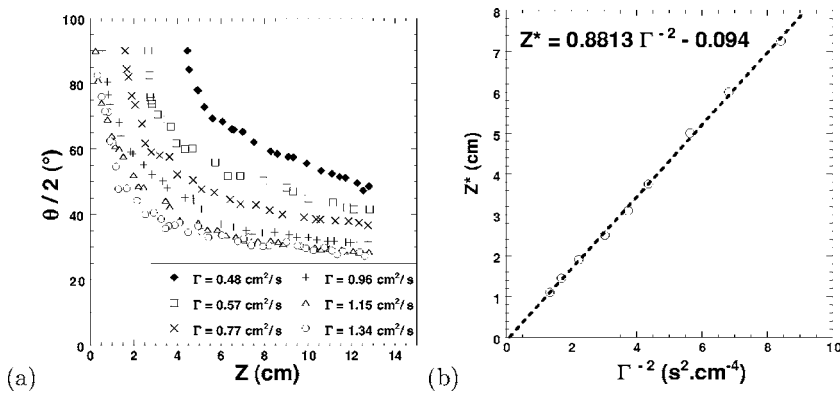 θ / 2 (°)
100
80
60
40
20
0
Γ = 0.48 cm²/s
Γ = 0.96 cm²/s
Γ = 0.57 cm²/s
Γ = 1.15 cm²/s
Γ = 0.77 cm²/s
Γ = 1.34 cm²/s
0 2 4 6 8 10 12 14
Z (cm)
(a)
Z* = 0.8813 Γ⁻² - 0.094
Z* (cm)
8
7
6
5
4
3
2
1
0
0 2 4 6 8 10
Γ⁻² (s².cm⁻⁴)
(b)